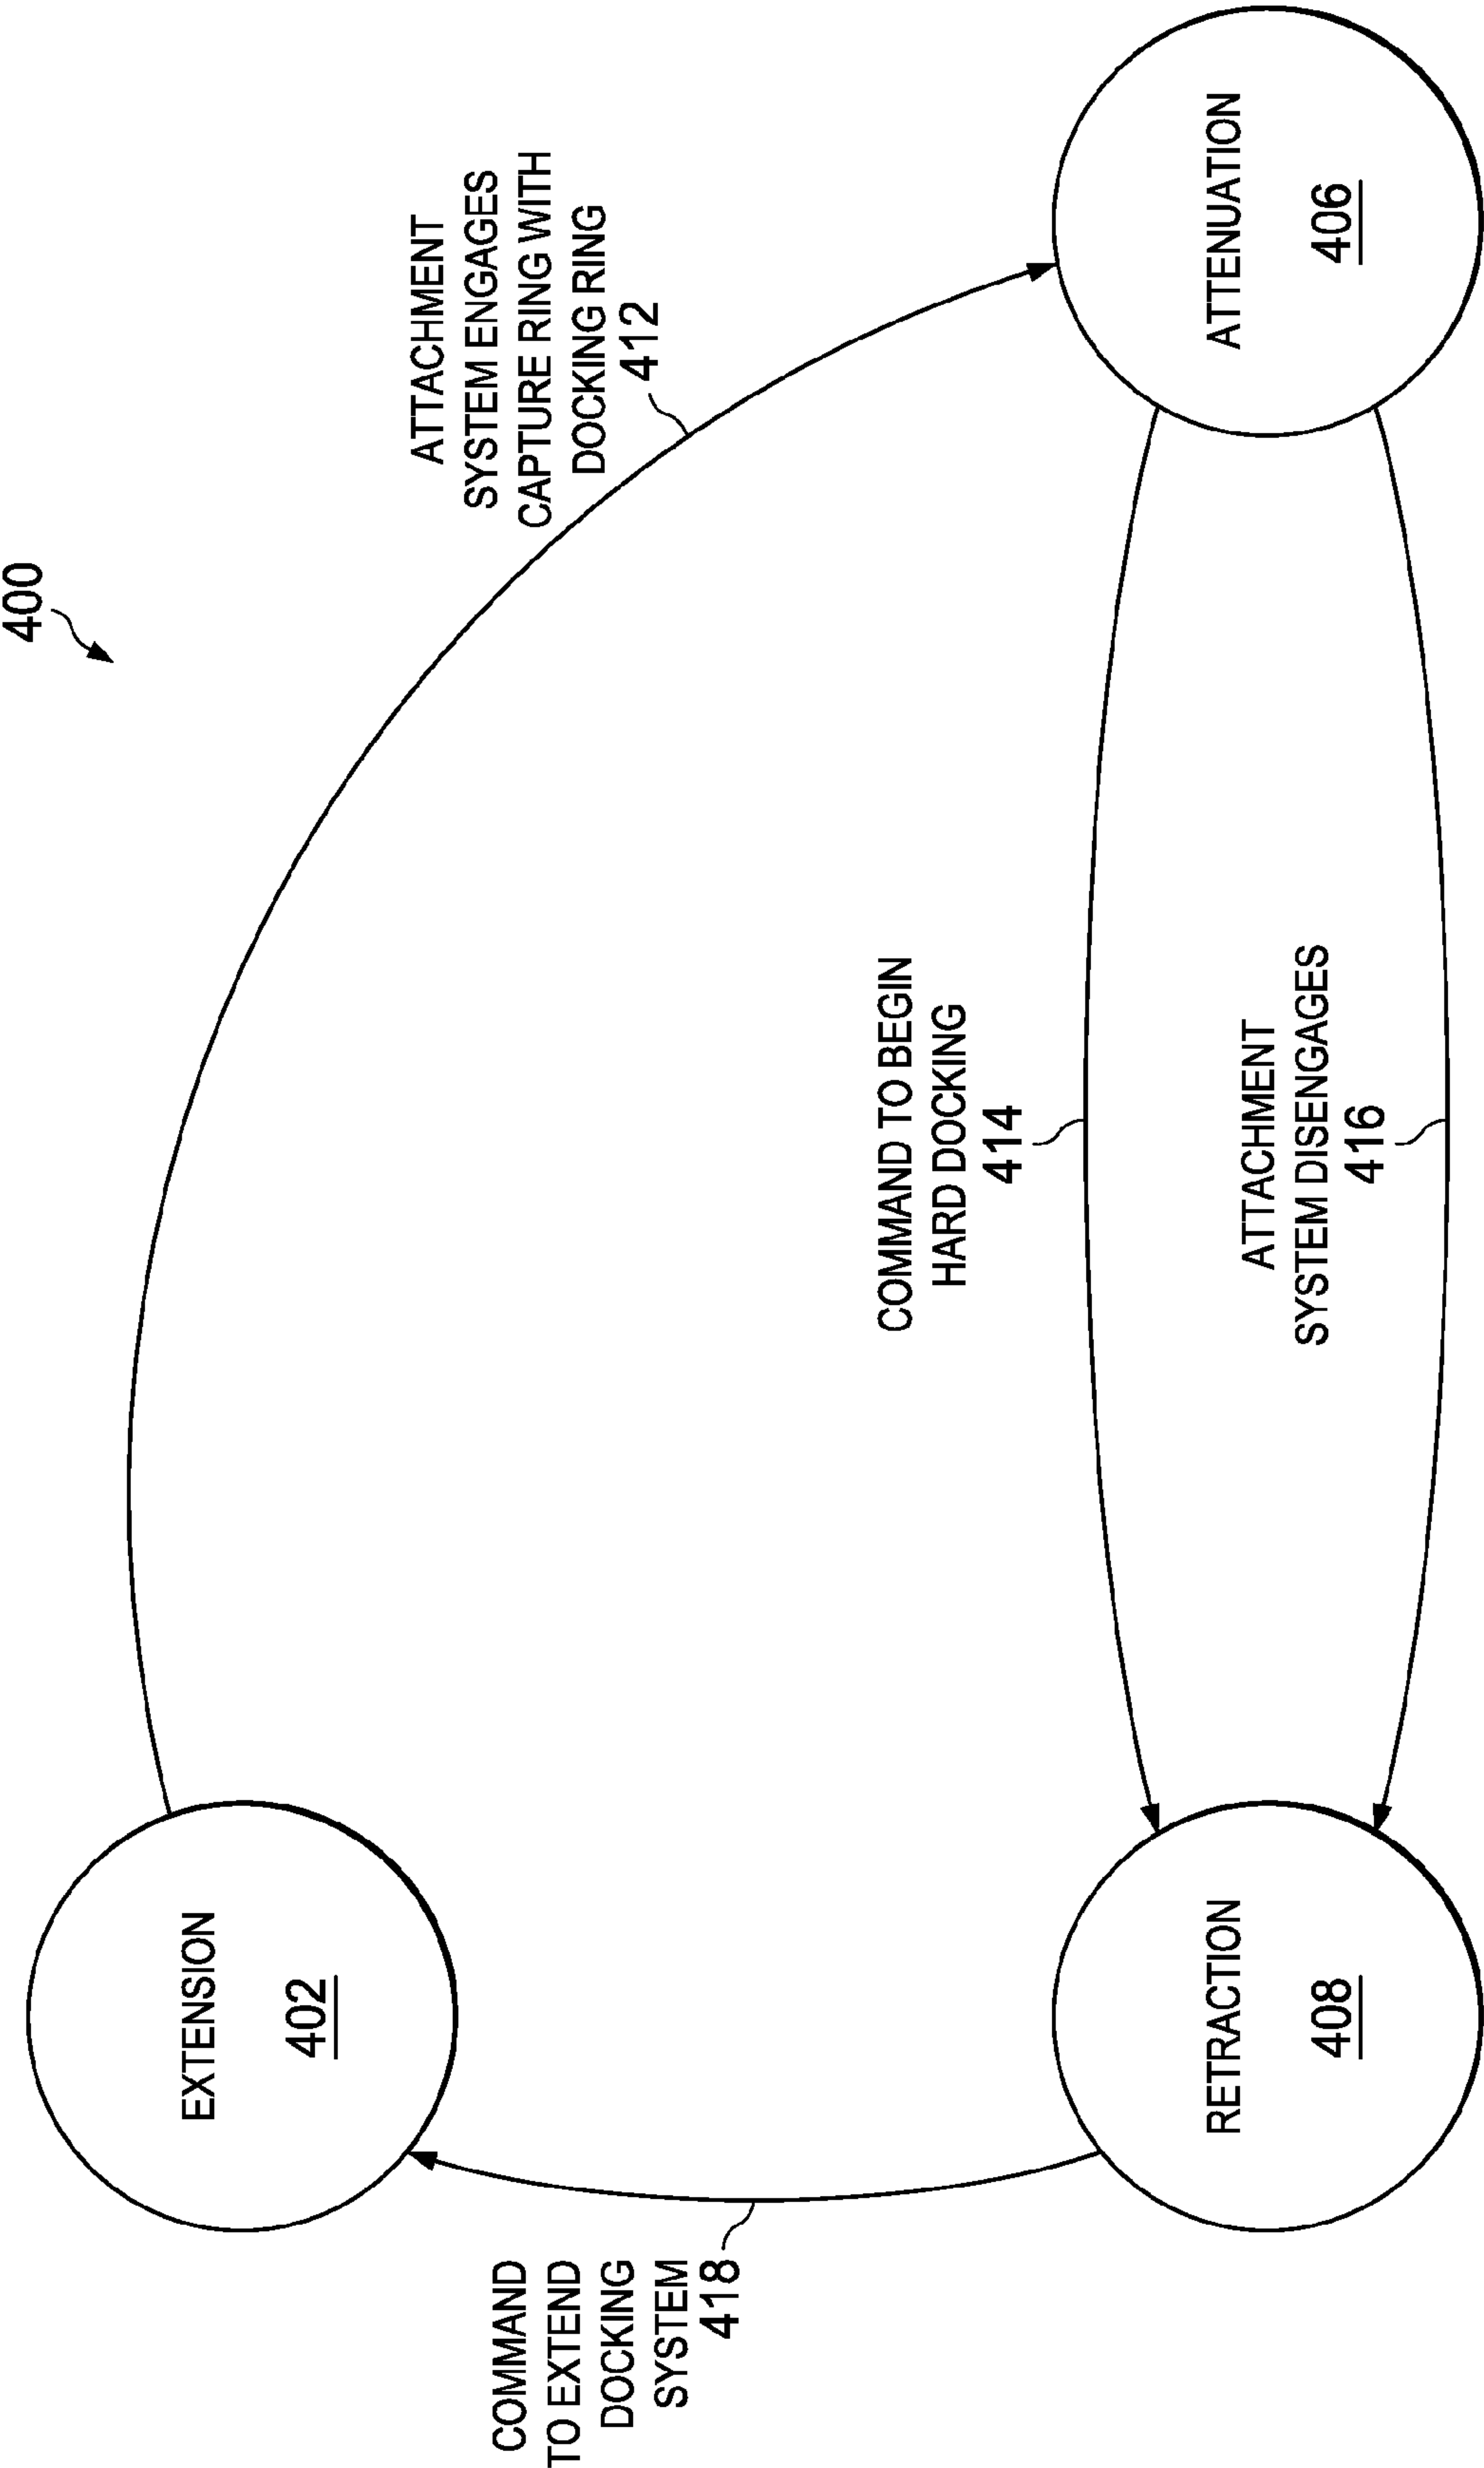 400
EXTENSION
402
ATTACHMENT
SYSTEM ENGAGES
CAPTURE RING WITH
DOCKING RING
412
COMMAND
TO EXTEND
DOCKING
SYSTEM
418
COMMAND TO BEGIN
HARD DOCKING
414
RETRACTION
408
ATTACHMENT
SYSTEM DISENGAGES
416
ATTENUATION
406